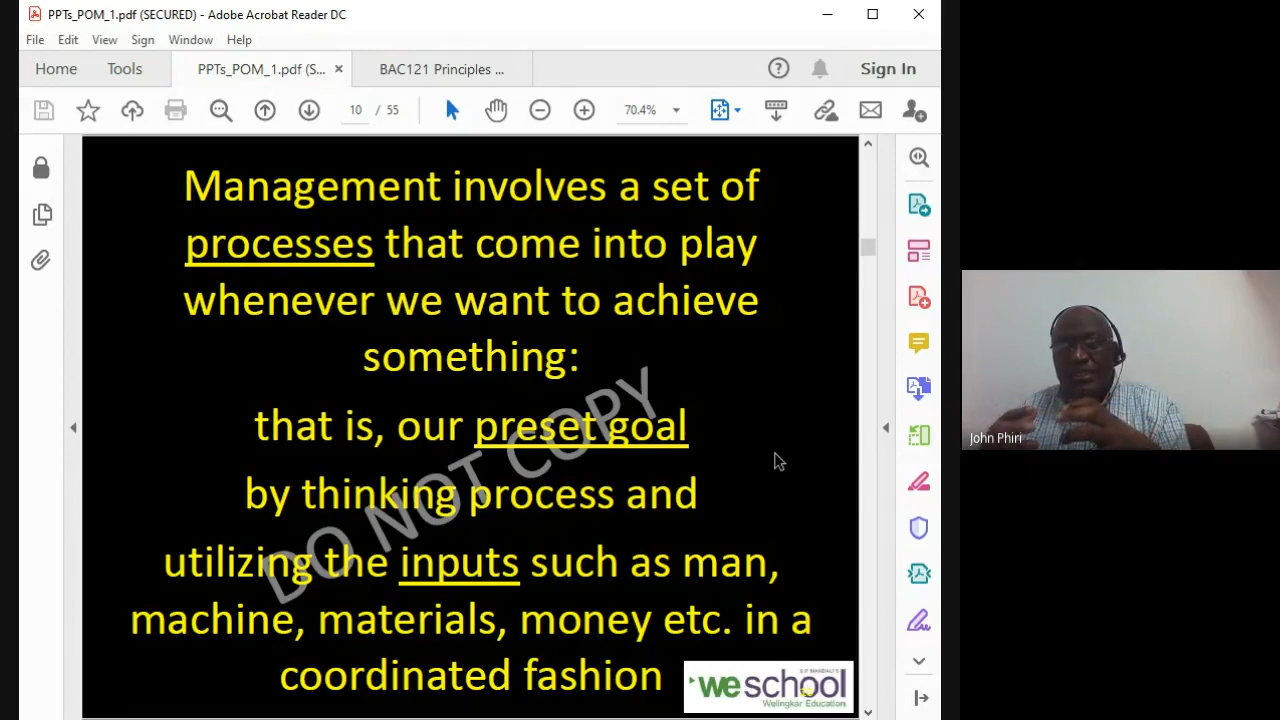 PPTs_POM_1.pdf (SECURED) - Adobe Acrobat Reader DC
File Edit View Sign Window Help
Home Tools PPTs_POM_1.pdf (S... × BAC121 Principles ... Sign In
10 / 55 70.4%
Management involves a set of
processes that come into play
whenever we want to achieve
something:
that is, our preset goal
by thinking process and
utilizing the inputs such as man,
machine, materials, money etc. in a
coordinated fashion
DO NOT COPY
we school
Welingkar Education
John Phiri